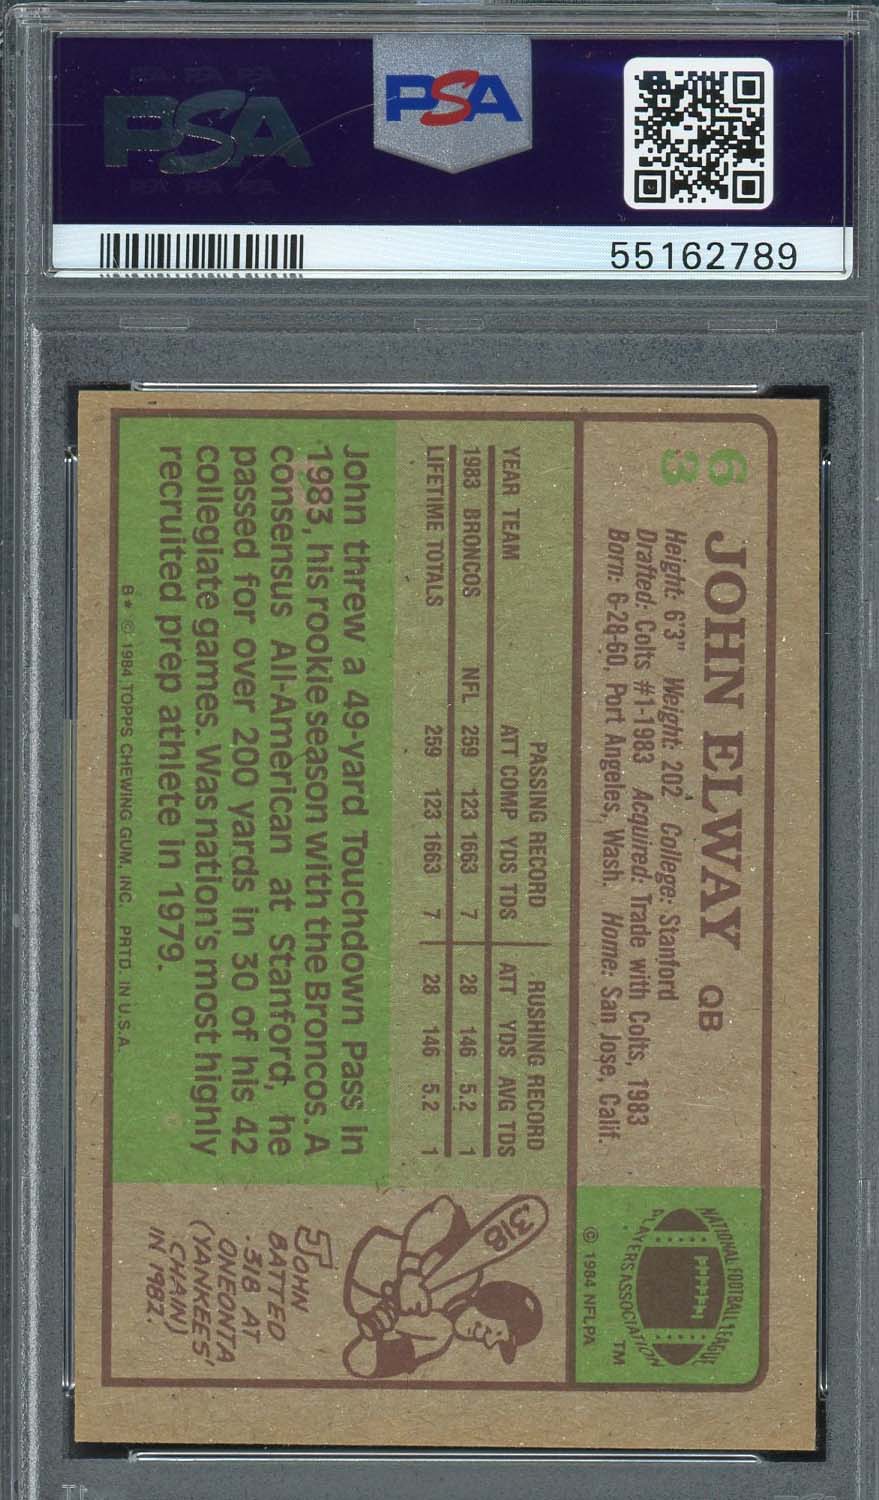 PSA PSA PSA
PSA
PSA PSA PSA
PSA
55162789
63
JOHN ELWAY QB
Height: 6'3" Weight: 202 College: Stanford
Drafted: Colts #1-1983 Acquired: Trade with Colts, 1983
Born: 6-28-60, Port Angeles, Wash. Home: San Jose, Calif.
NATIONAL FOOTBALL LEAGUE
PLAYERS ASSOCIATION
TM
© 1984 NFLPA
PASSING RECORD RUSHING RECORD
YEAR TEAM ATT COMP YDS TDS ATT YDS AVG TDS
1983 BRONCOS NFL 259 123 1663 7 28 146 5.2 1
LIFETIME TOTALS 259 123 1663 7 28 146 5.2 1
John threw a 49-yard Touchdown Pass in
1983, his rookie season with the Broncos. A
consensus All-American at Stanford, he
passed for over 200 yards in 30 of his 42
collegiate games. Was nation's most highly
recruited prep athlete in 1979.
318
JOHN
BATTED
.318 AT
ONEONTA
(YANKEES'
CHAIN)
IN 1982.
B* © 1984 TOPPS CHEWING GUM, INC. PRTD. IN U.S.A.